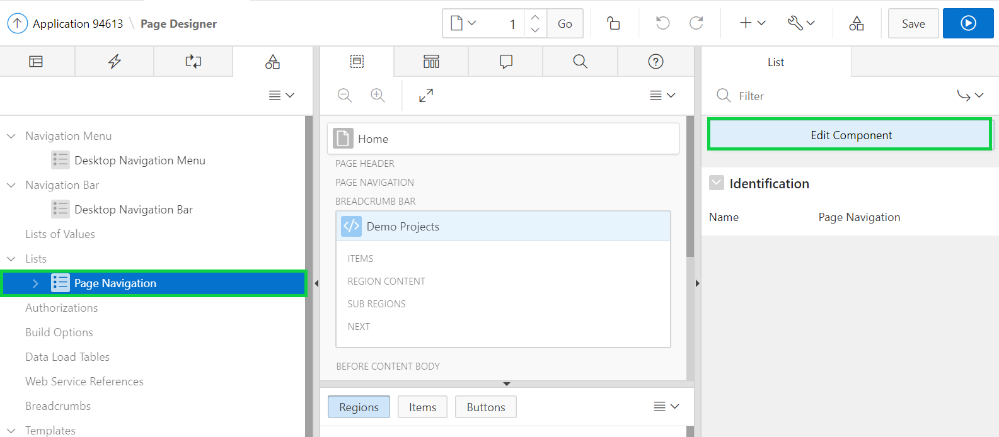 Application 94613 \ Page Designer
1
Go
Save
List
Filter
Navigation Menu
Desktop Navigation Menu
Navigation Bar
Desktop Navigation Bar
Lists of Values
Lists
Page Navigation
Authorizations
Build Options
Data Load Tables
Web Service References
Breadcrumbs
Templates
Home
PAGE HEADER
PAGE NAVIGATION
BREADCRUMB BAR
</> Demo Projects
ITEMS
REGION CONTENT
SUB REGIONS
NEXT
BEFORE CONTENT BODY
Regions
Items
Buttons
Edit Component
Identification
Name Page Navigation